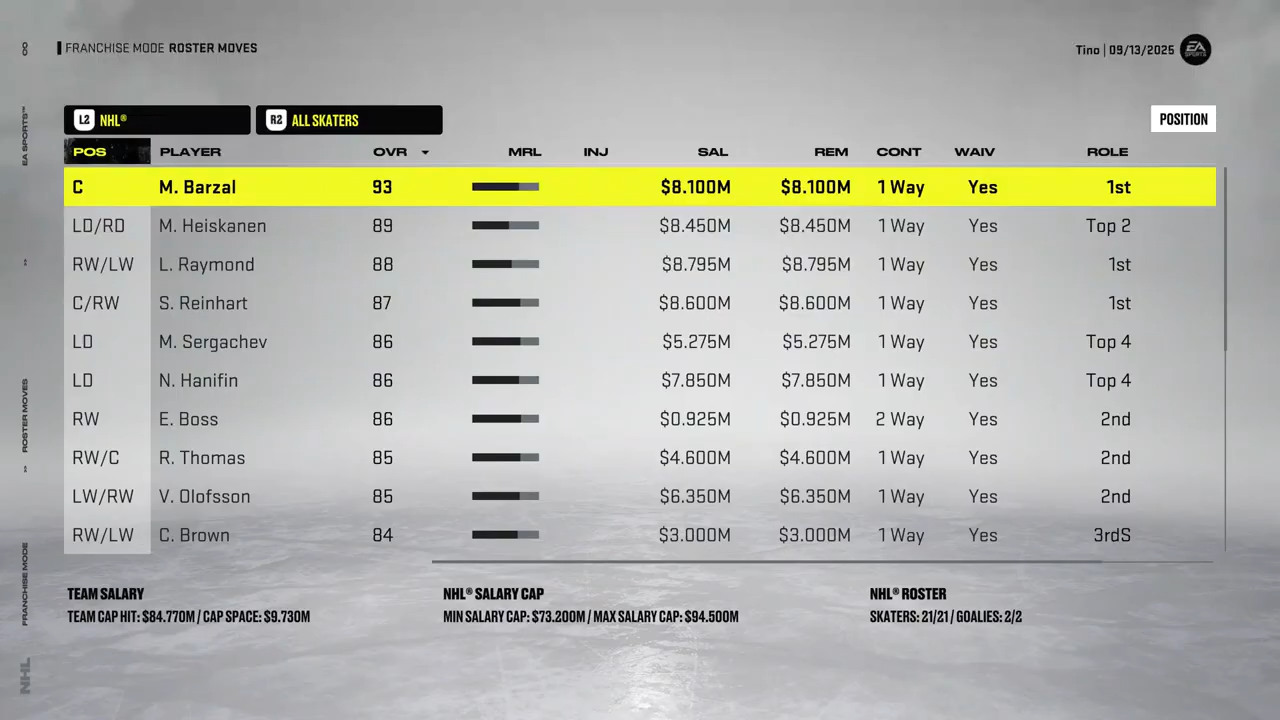 FRANCHISE MODE ROSTER MOVES
Tino | 09/13/2025
EA SPORTS
EA SPORTS™
ROSTER MOVES
FRANCHISE MODE
NHL
L2 NHL®
R2 ALL SKATERS
POSITION
POS PLAYER OVR MRL INJ SAL REM CONT WAIV ROLE
C M. Barzal 93 $8.100M $8.100M 1 Way Yes 1st
LD/RD M. Heiskanen 89 $8.450M $8.450M 1 Way Yes Top 2
RW/LW L. Raymond 88 $8.795M $8.795M 1 Way Yes 1st
C/RW S. Reinhart 87 $8.600M $8.600M 1 Way Yes 1st
LD M. Sergachev 86 $5.275M $5.275M 1 Way Yes Top 4
LD N. Hanifin 86 $7.850M $7.850M 1 Way Yes Top 4
RW E. Boss 86 $0.925M $0.925M 2 Way Yes 2nd
RW/C R. Thomas 85 $4.600M $4.600M 1 Way Yes 2nd
LW/RW V. Olofsson 85 $6.350M $6.350M 1 Way Yes 2nd
RW/LW C. Brown 84 $3.000M $3.000M 1 Way Yes 3rdS
TEAM SALARY
TEAM CAP HIT: $84.770M / CAP SPACE: $9.730M
NHL® SALARY CAP
MIN SALARY CAP: $73.200M / MAX SALARY CAP: $94.500M
NHL® ROSTER
SKATERS: 21/21 / GOALIES: 2/2